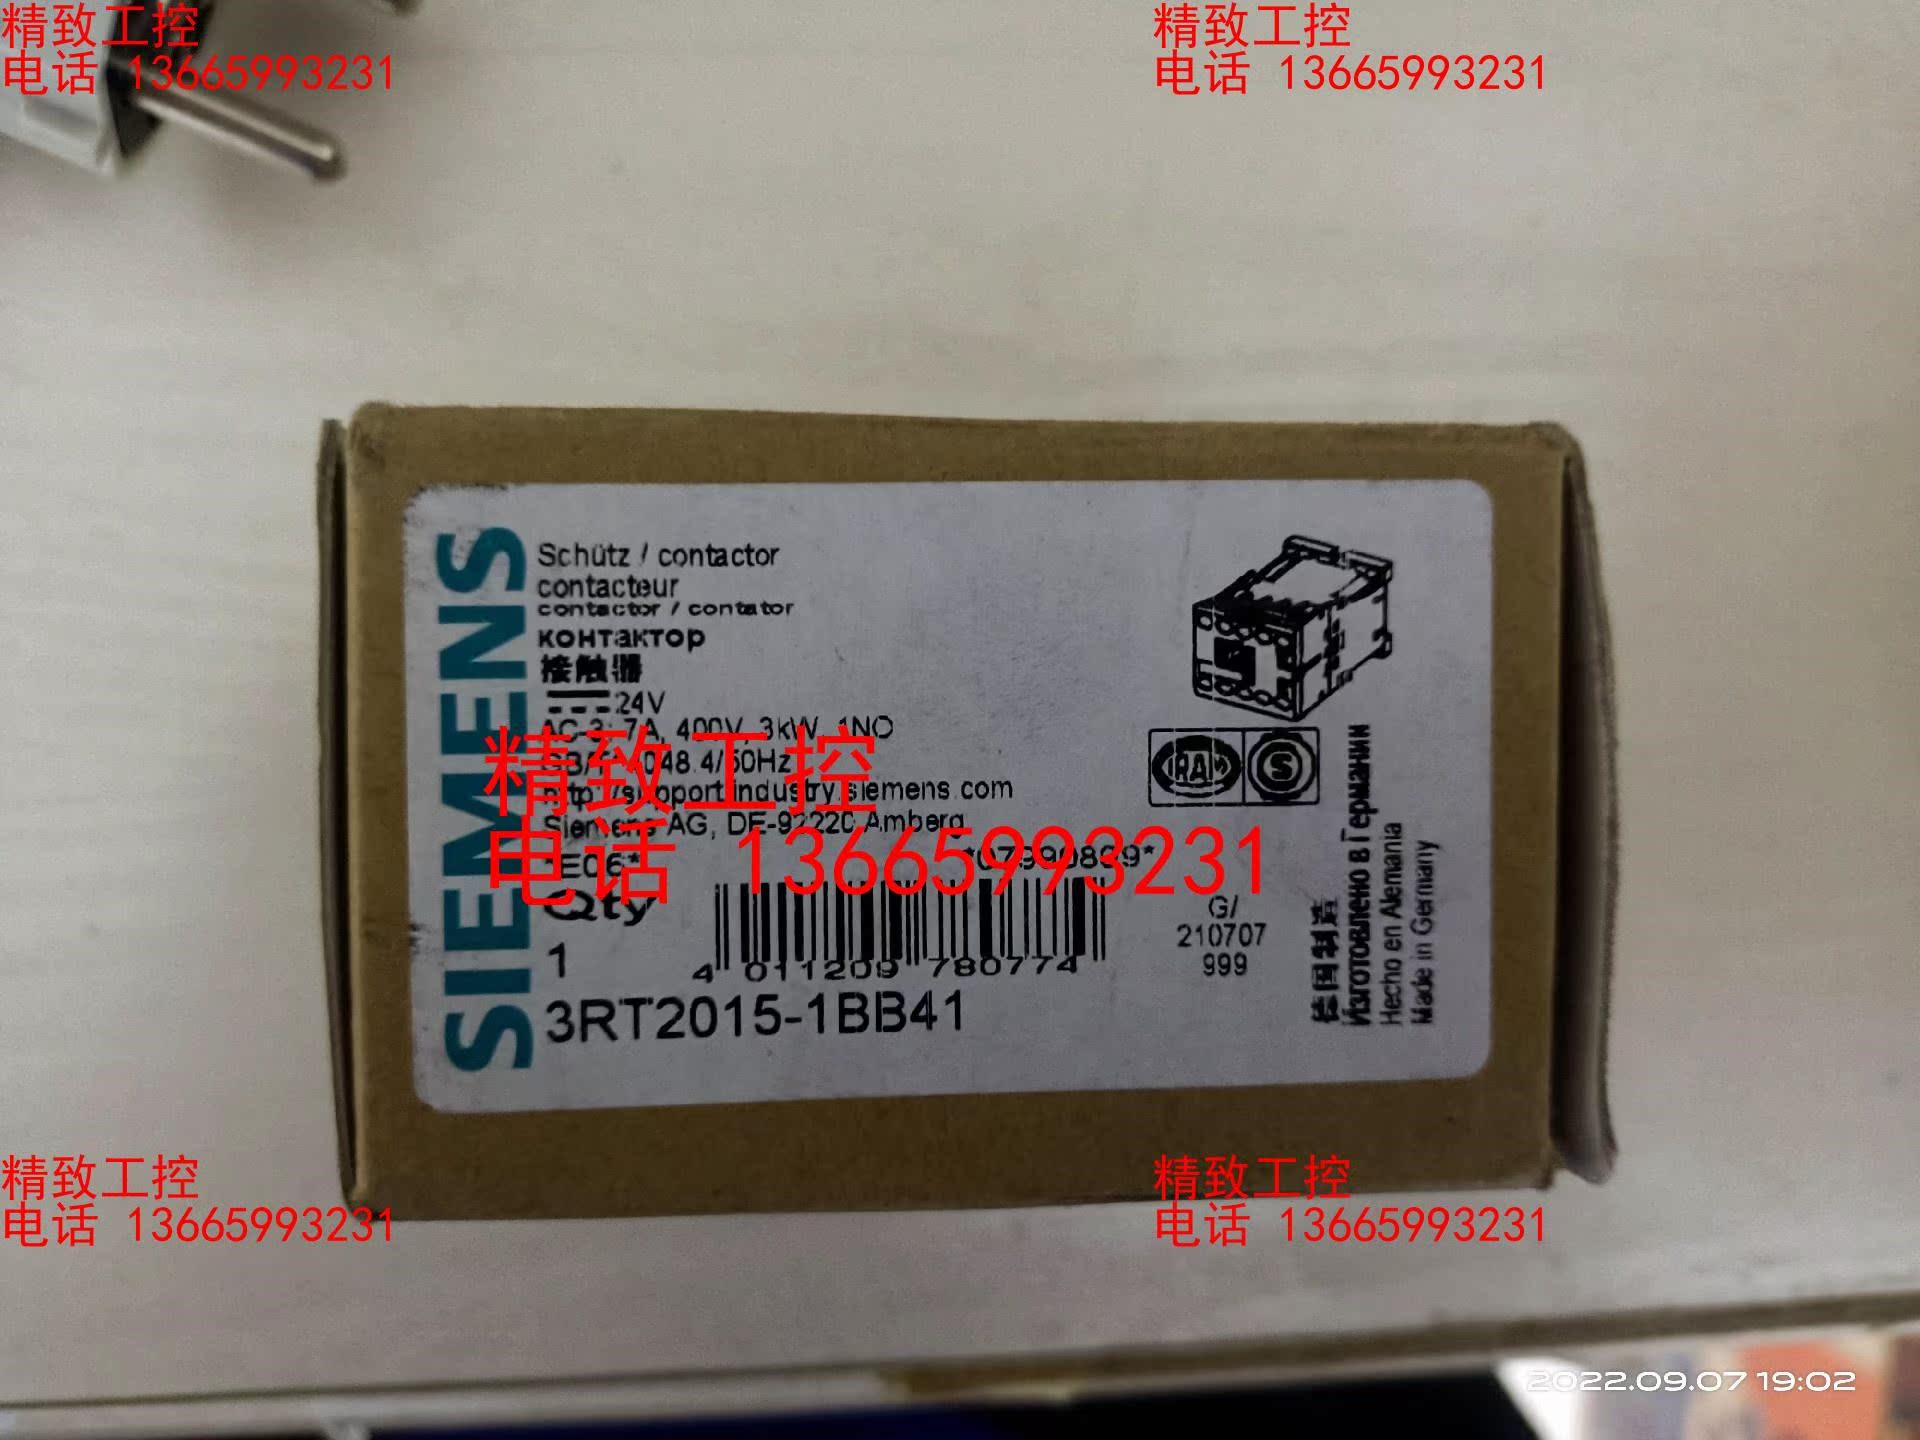 精致工控
电话 13665993231
精致工控
电话 13665993231
SIEMENS
Schütz / contactor
contacteur
contactor / contator
контактор
接触器
24V
AC-3: 7A, 400V, 3kW, 1NO
精致工控
048.4/50Hz
http://support.industry.siemens.com
Siemens AG, DE-92220 Amberg
电话 13665993231
E06*
Qty
1
4 011209 780774
G/
210707
999
3RT2015-1BB41
IRAM
S
德国制造
Изготовлено в Германии
Hecho en Alemania
Made in Germany
精致工控
电话 13665993231
精致工控
电话 13665993231
2022.09.07 19:02